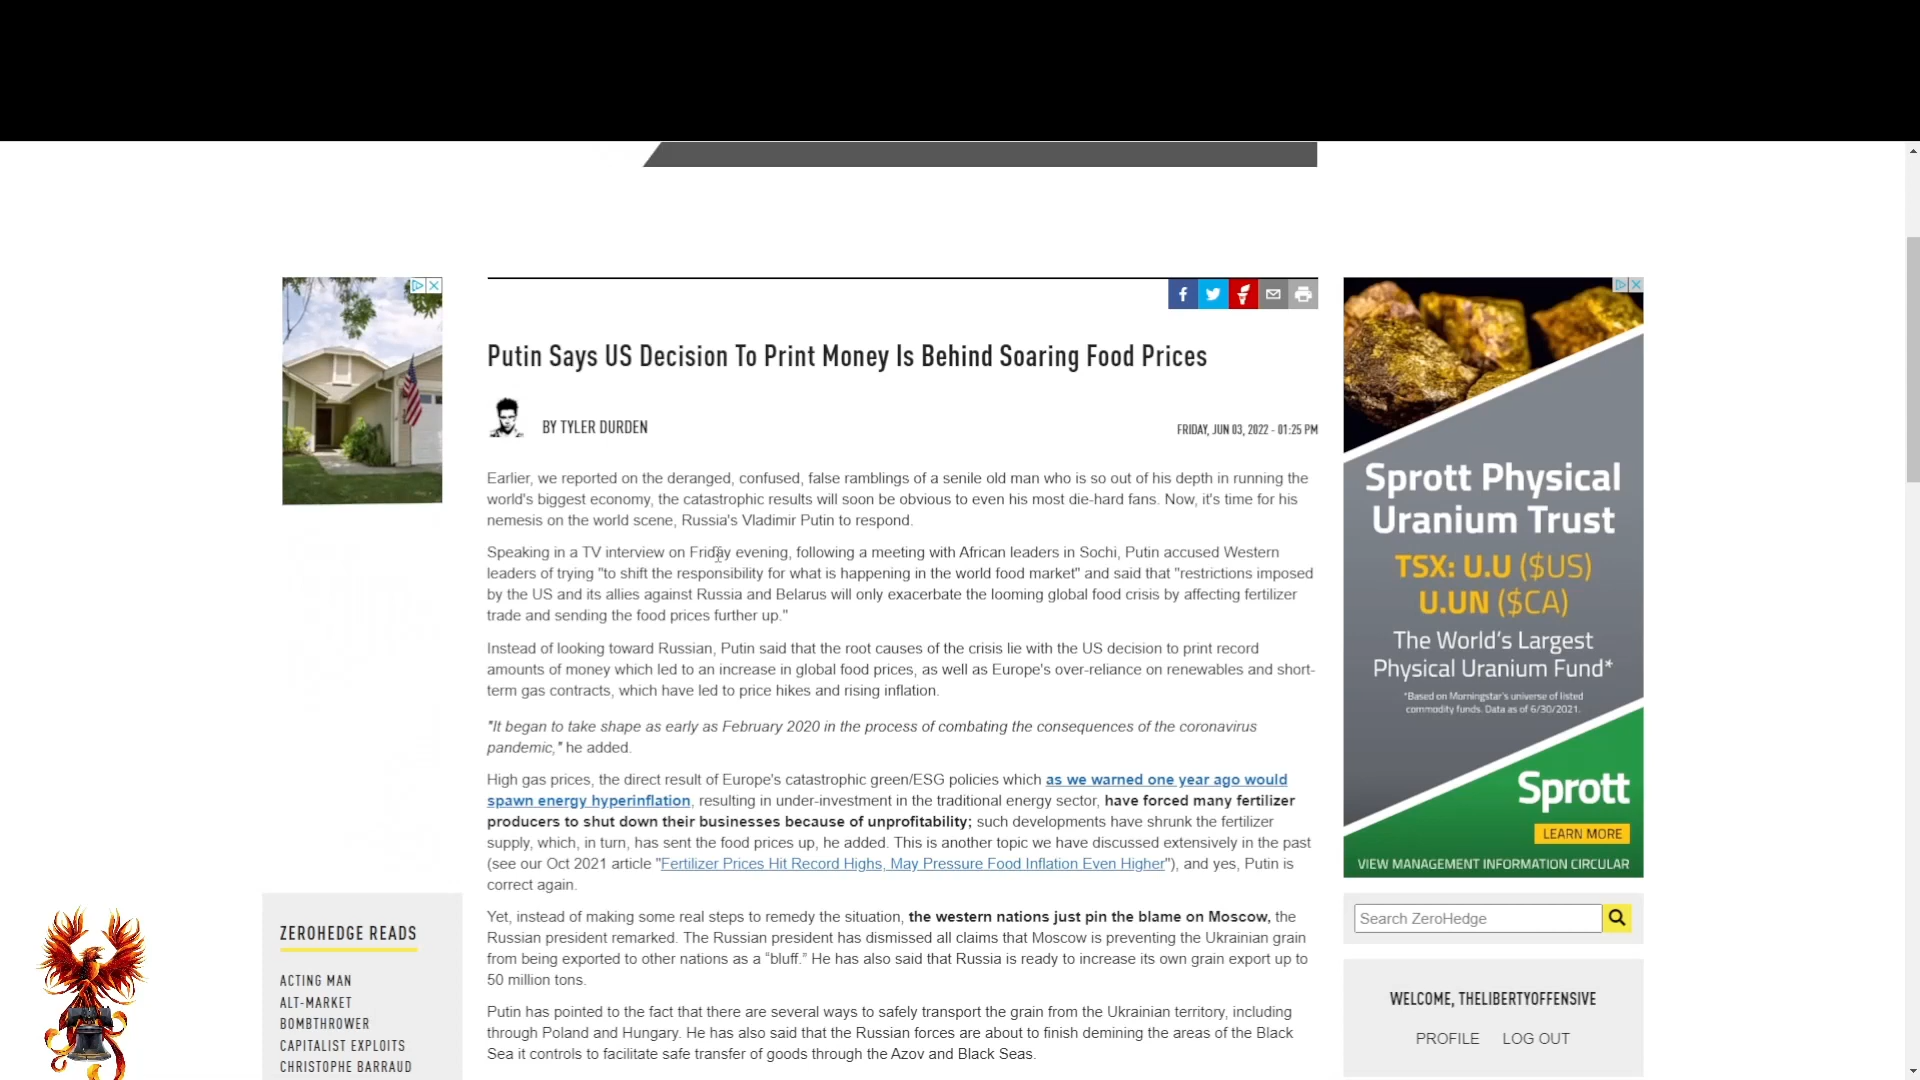 Putin Says US Decision To Print Money Is Behind Soaring Food Prices
BY TYLER DURDEN
FRIDAY, JUN 03, 2022 - 01:25 PM
Earlier, we reported on the deranged, confused, false ramblings of a senile old man who is so out of his depth in running the
world's biggest economy, the catastrophic results will soon be obvious to even his most die-hard fans. Now, it's time for his
nemesis on the world scene, Russia's Vladimir Putin to respond.
Speaking in a TV interview on Friday evening, following a meeting with African leaders in Sochi, Putin accused Western
leaders of trying "to shift the responsibility for what is happening in the world food market" and said that "restrictions imposed
by the US and its allies against Russia and Belarus will only exacerbate the looming global food crisis by affecting fertilizer
trade and sending the food prices further up."
Instead of looking toward Russian, Putin said that the root causes of the crisis lie with the US decision to print record
amounts of money which led to an increase in global food prices, as well as Europe's over-reliance on renewables and short-
term gas contracts, which have led to price hikes and rising inflation.
"It began to take shape as early as February 2020 in the process of combating the consequences of the coronavirus
pandemic," he added.
High gas prices, the direct result of Europe's catastrophic green/ESG policies which as we warned one year ago would
spawn energy hyperinflation, resulting in under-investment in the traditional energy sector, have forced many fertilizer
producers to shut down their businesses because of unprofitability; such developments have shrunk the fertilizer
supply, which, in turn, has sent the food prices up, he added. This is another topic we have discussed extensively in the past
(see our Oct 2021 article "Fertilizer Prices Hit Record Highs, May Pressure Food Inflation Even Higher"), and yes, Putin is
correct again.
Yet, instead of making some real steps to remedy the situation, the western nations just pin the blame on Moscow, the
Russian president remarked. The Russian president has dismissed all claims that Moscow is preventing the Ukrainian grain
from being exported to other nations as a “bluff.” He has also said that Russia is ready to increase its own grain export up to
50 million tons.
Putin has pointed to the fact that there are several ways to safely transport the grain from the Ukrainian territory, including
through Poland and Hungary. He has also said that the Russian forces are about to finish demining the areas of the Black
Sea it controls to facilitate safe transfer of goods through the Azov and Black Seas.
ZEROHEDGE READS
ACTING MAN
ALT-MARKET
BOMBTHROWER
CAPITALIST EXPLOITS
CHRISTOPHE BARRAUD
Sprott Physical
Uranium Trust
TSX: U.U ($US)
U.UN ($CA)
The World's Largest
Physical Uranium Fund*
*Based on Morningstar's universe of listed
commodity funds. Data as of 6/30/2021.
Sprott
LEARN MORE
VIEW MANAGEMENT INFORMATION CIRCULAR
Search ZeroHedge
WELCOME, THELIBERTYOFFENSIVE
PROFILE LOG OUT